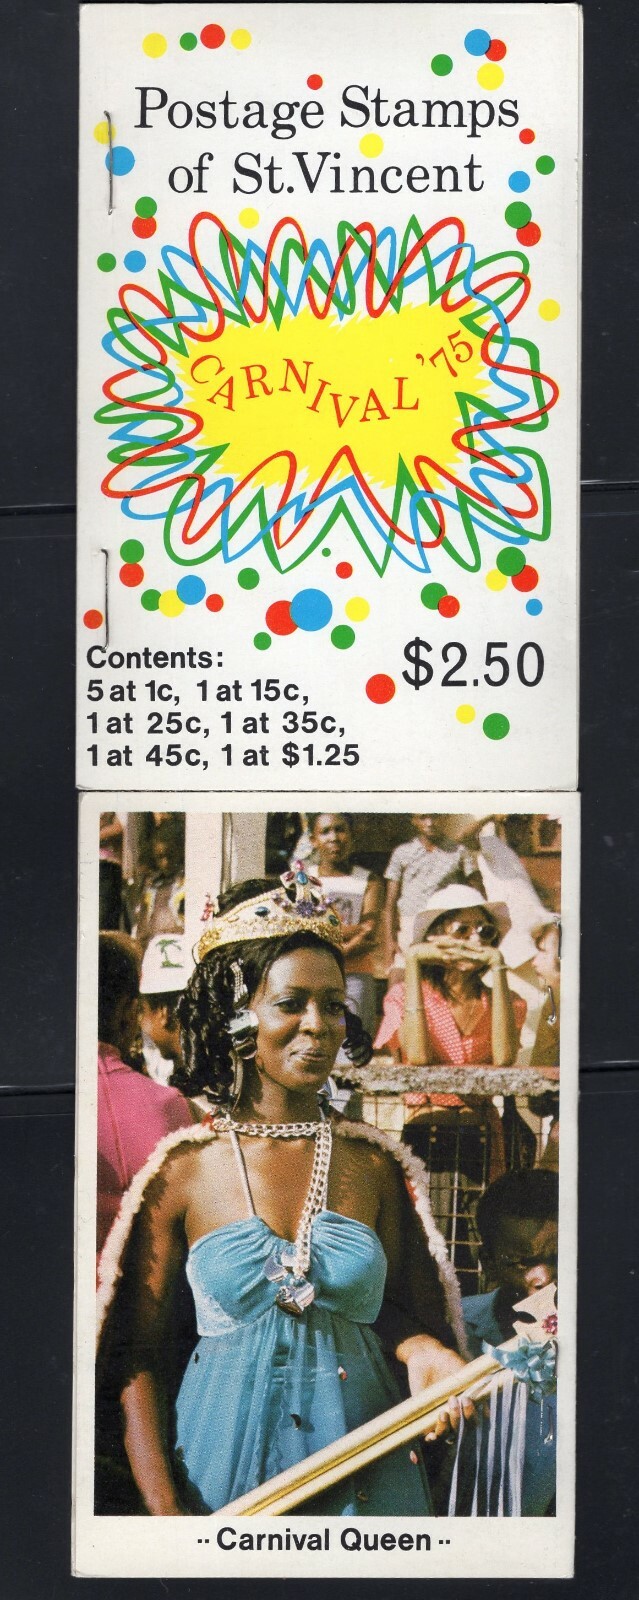 Postage Stamps
of St.Vincent
CARNIVAL '75
Contents:
$2.50
5 at 1c, 1 at 15c,
1 at 25c, 1 at 35c,
1 at 45c, 1 at $1.25
·· Carnival Queen ··